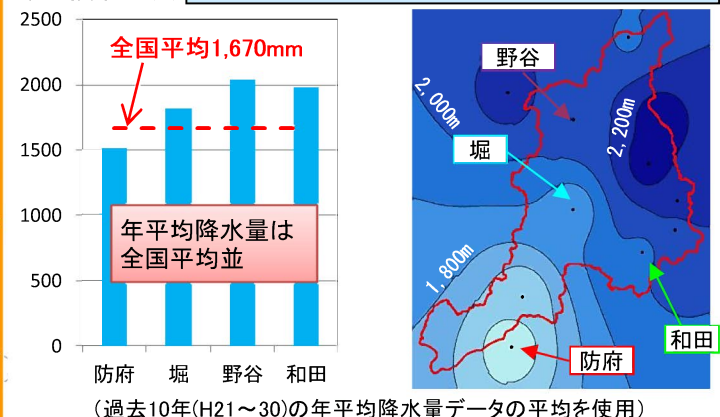 2500
2000
1500
1000
500
0
全国平均1,670mm
年平均降水量は
全国平均並
防府 堀 野谷 和田
野谷
堀
2,000m
2,200m
1,800m
和田
防府
(過去10年(H21～30)の年平均降水量データの平均を使用)